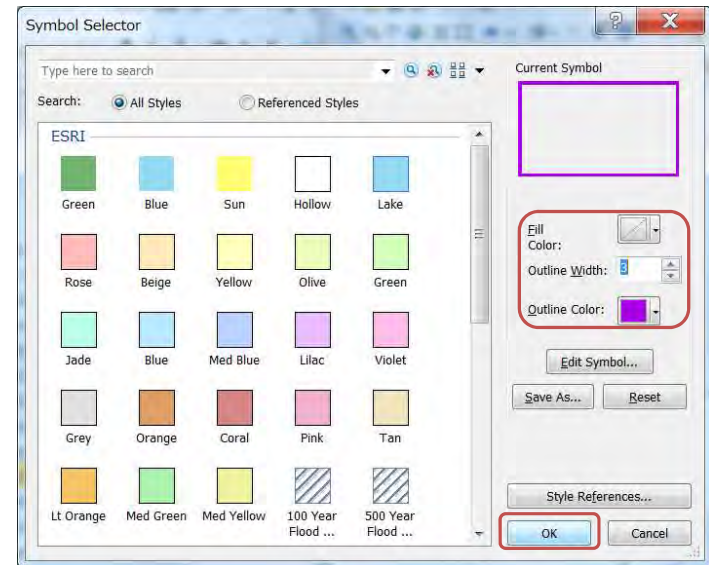 Symbol Selector
Type here to search
Search: All Styles Referenced Styles
ESRI
Green Blue Sun Hollow Lake
Rose Beige Yellow Olive Green
Jade Blue Med Blue Lilac Violet
Grey Orange Coral Pink Tan
Lt Orange Med Green Med Yellow 100 Year Flood ... 500 Year Flood ...
Current Symbol
Fill Color:
Outline Width: 3
Outline Color:
Edit Symbol...
Save As... Reset
Style References...
OK Cancel